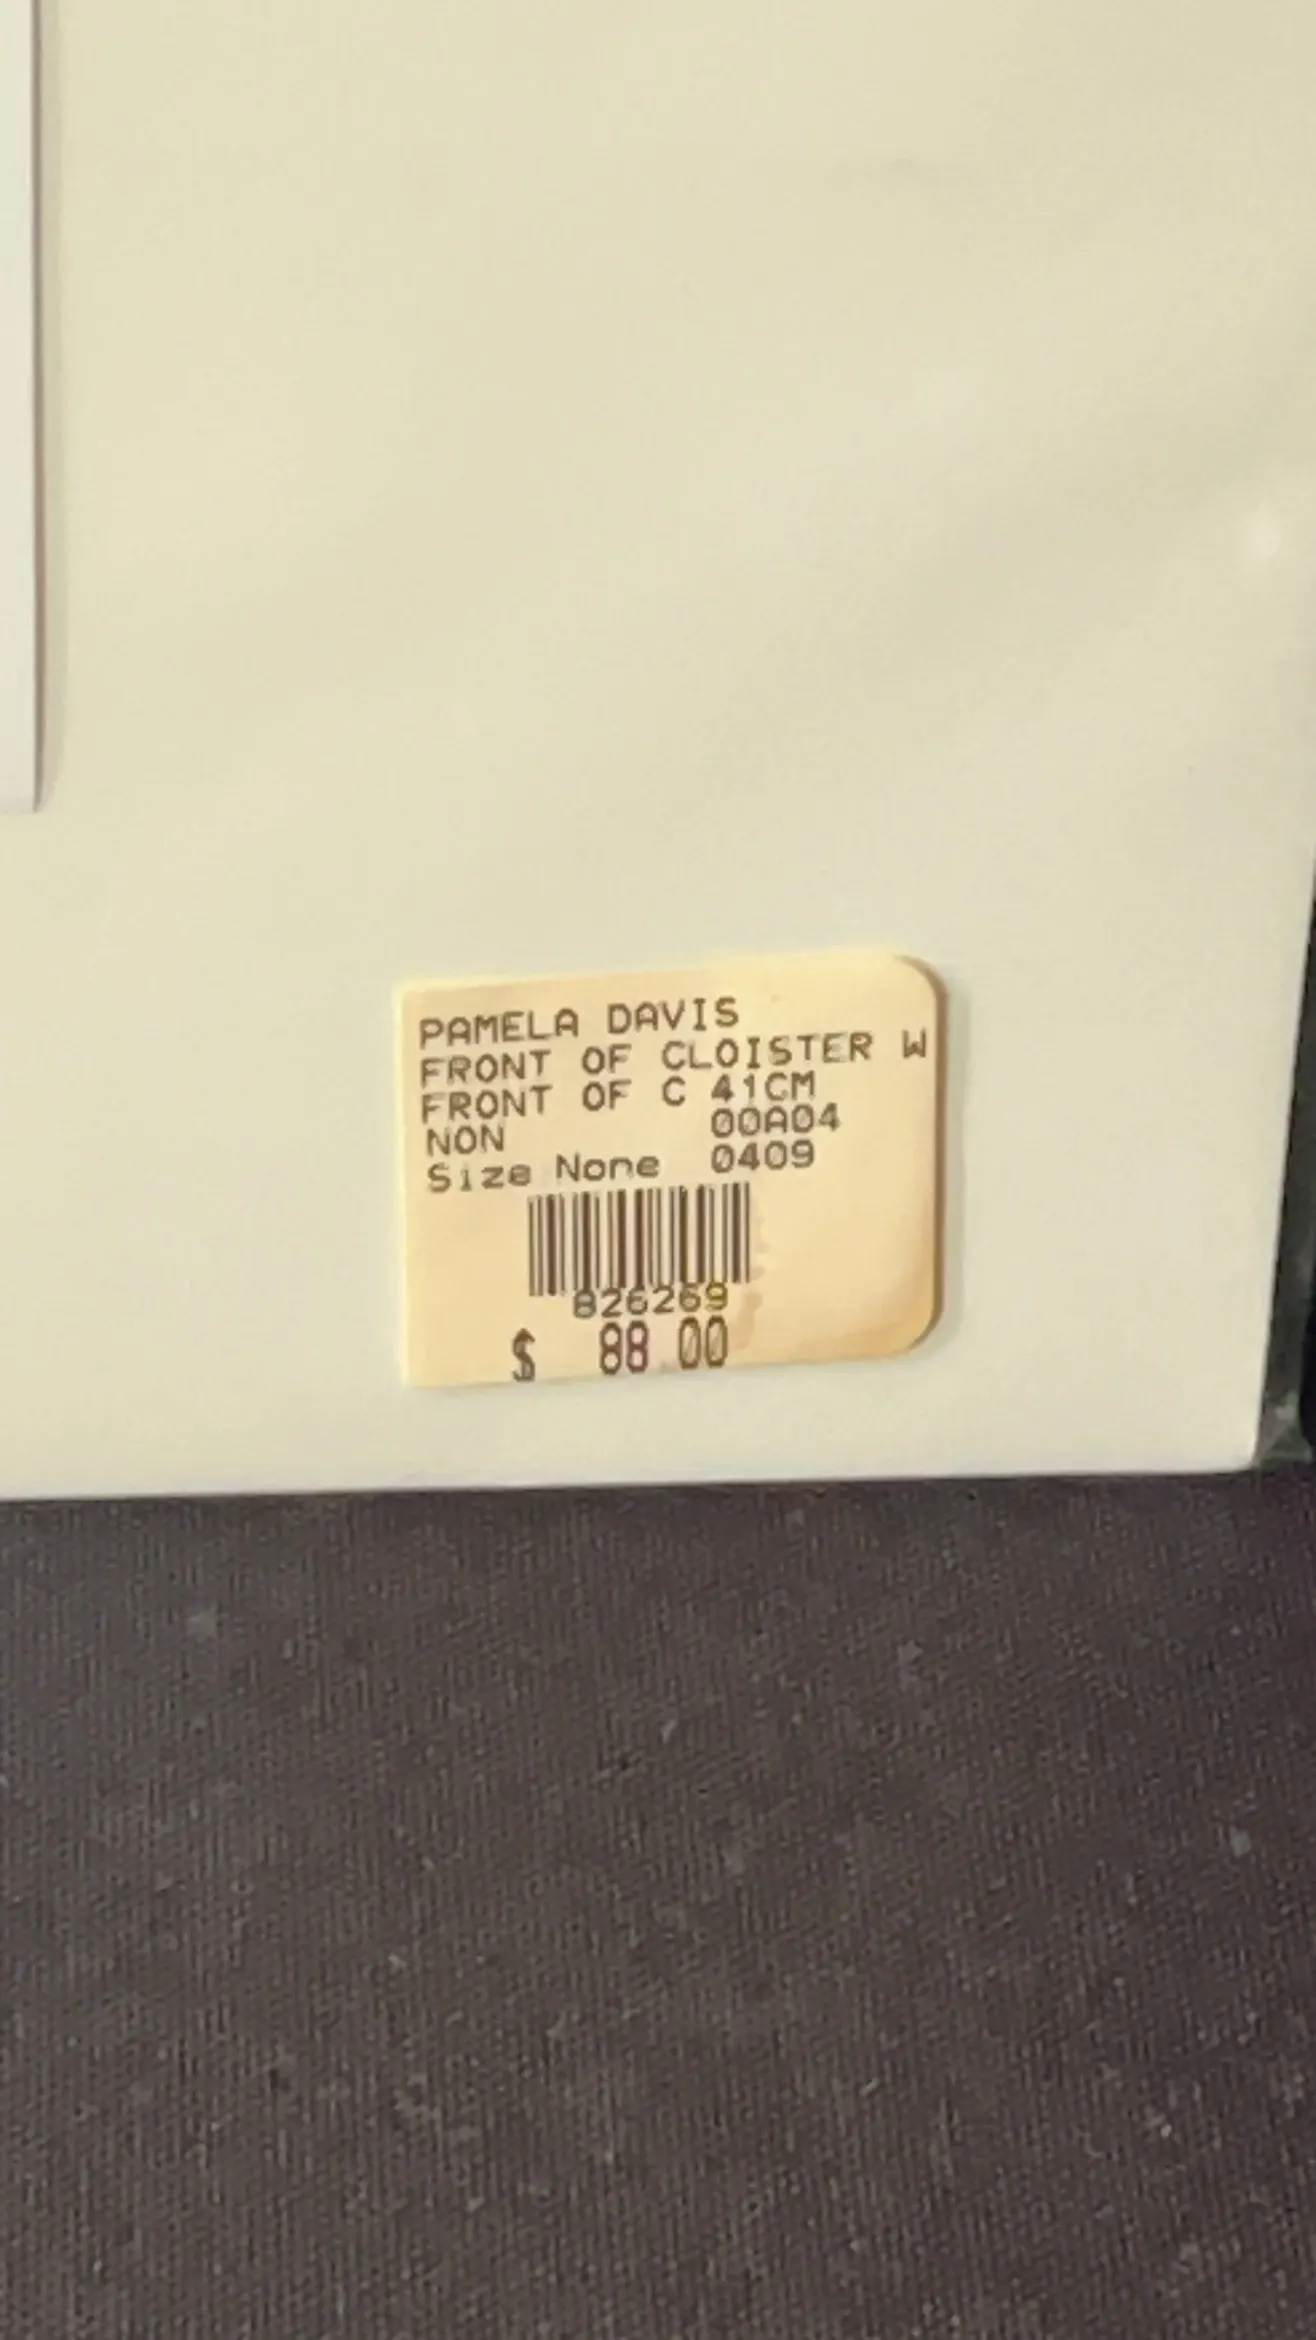 PAMELA DAVIS
FRONT OF CLOISTER W
FRONT OF C 41CM
NON 00A04
Size None 0409
826269
$ 88.00